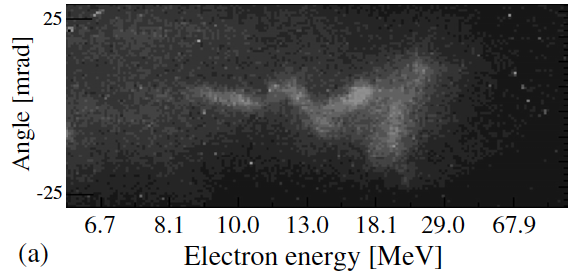 25
Angle [mrad]
-25
6.7 8.1 10.0 13.0 18.1 29.0 67.9
(a) Electron energy [MeV]